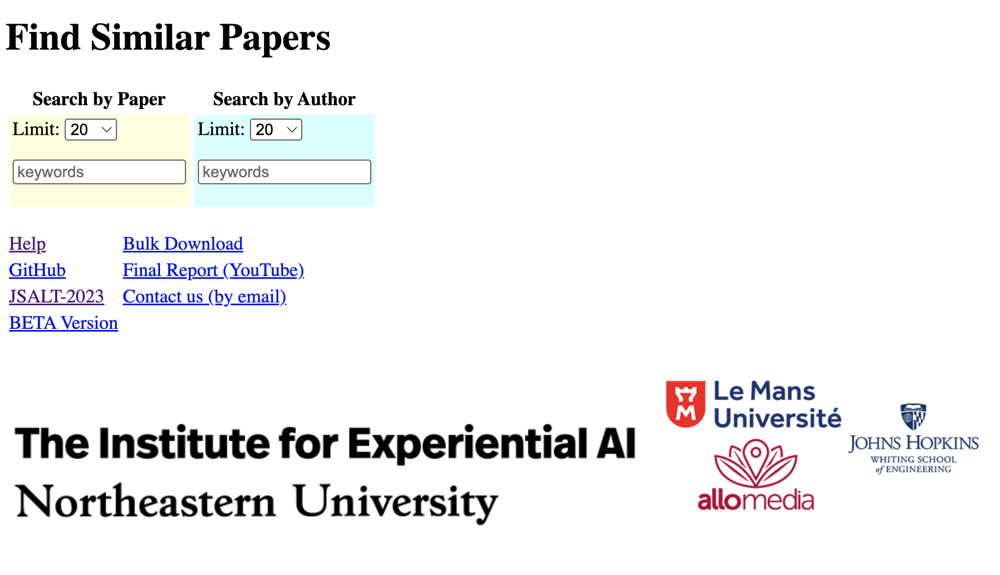 Find Similar Papers
Search by Paper Search by Author
Limit: 20 Limit: 20
keywords keywords
Help Bulk Download
GitHub Final Report (YouTube)
JSALT-2023 Contact us (by email)
BETA Version
The Institute for Experiential AI
Northeastern University
M
Le Mans
Université
allomedia
JOHNS HOPKINS
WHITING SCHOOL
of ENGINEERING